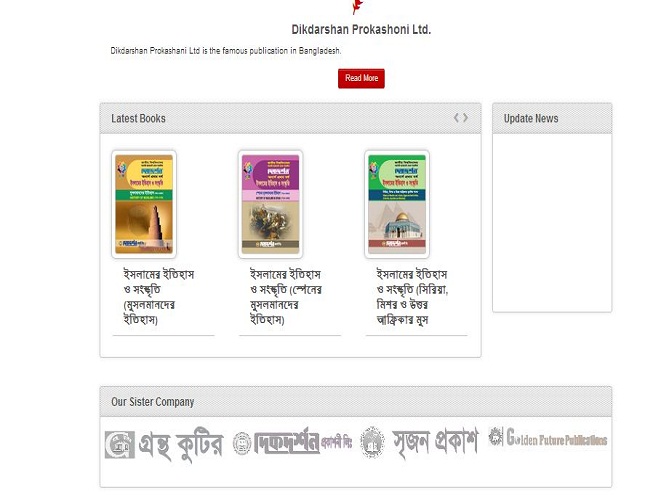 Dikdarshan Prokashoni Ltd.
Dikdarshan Prokashani Ltd is the famous publication in Bangladesh.
Read More
Latest Books
Update News
ইসলামের ইতিহাস
ও সংস্কৃতি
(মুসলমানদের
ইতিহাস)
ইসলামের ইতিহাস
ও সংস্কৃতি (স্পেনের
মুসলমানদের
ইতিহাস)
ইসলামের ইতিহাস
ও সংস্কৃতি (সিরিয়া,
মিশর ও উত্তর
আফ্রিকার মুস
Our Sister Company
গ্রন্থ কুটির
দিকদর্শন প্রকাশনী লিঃ
সৃজন প্রকাশ
Golden Future Publications